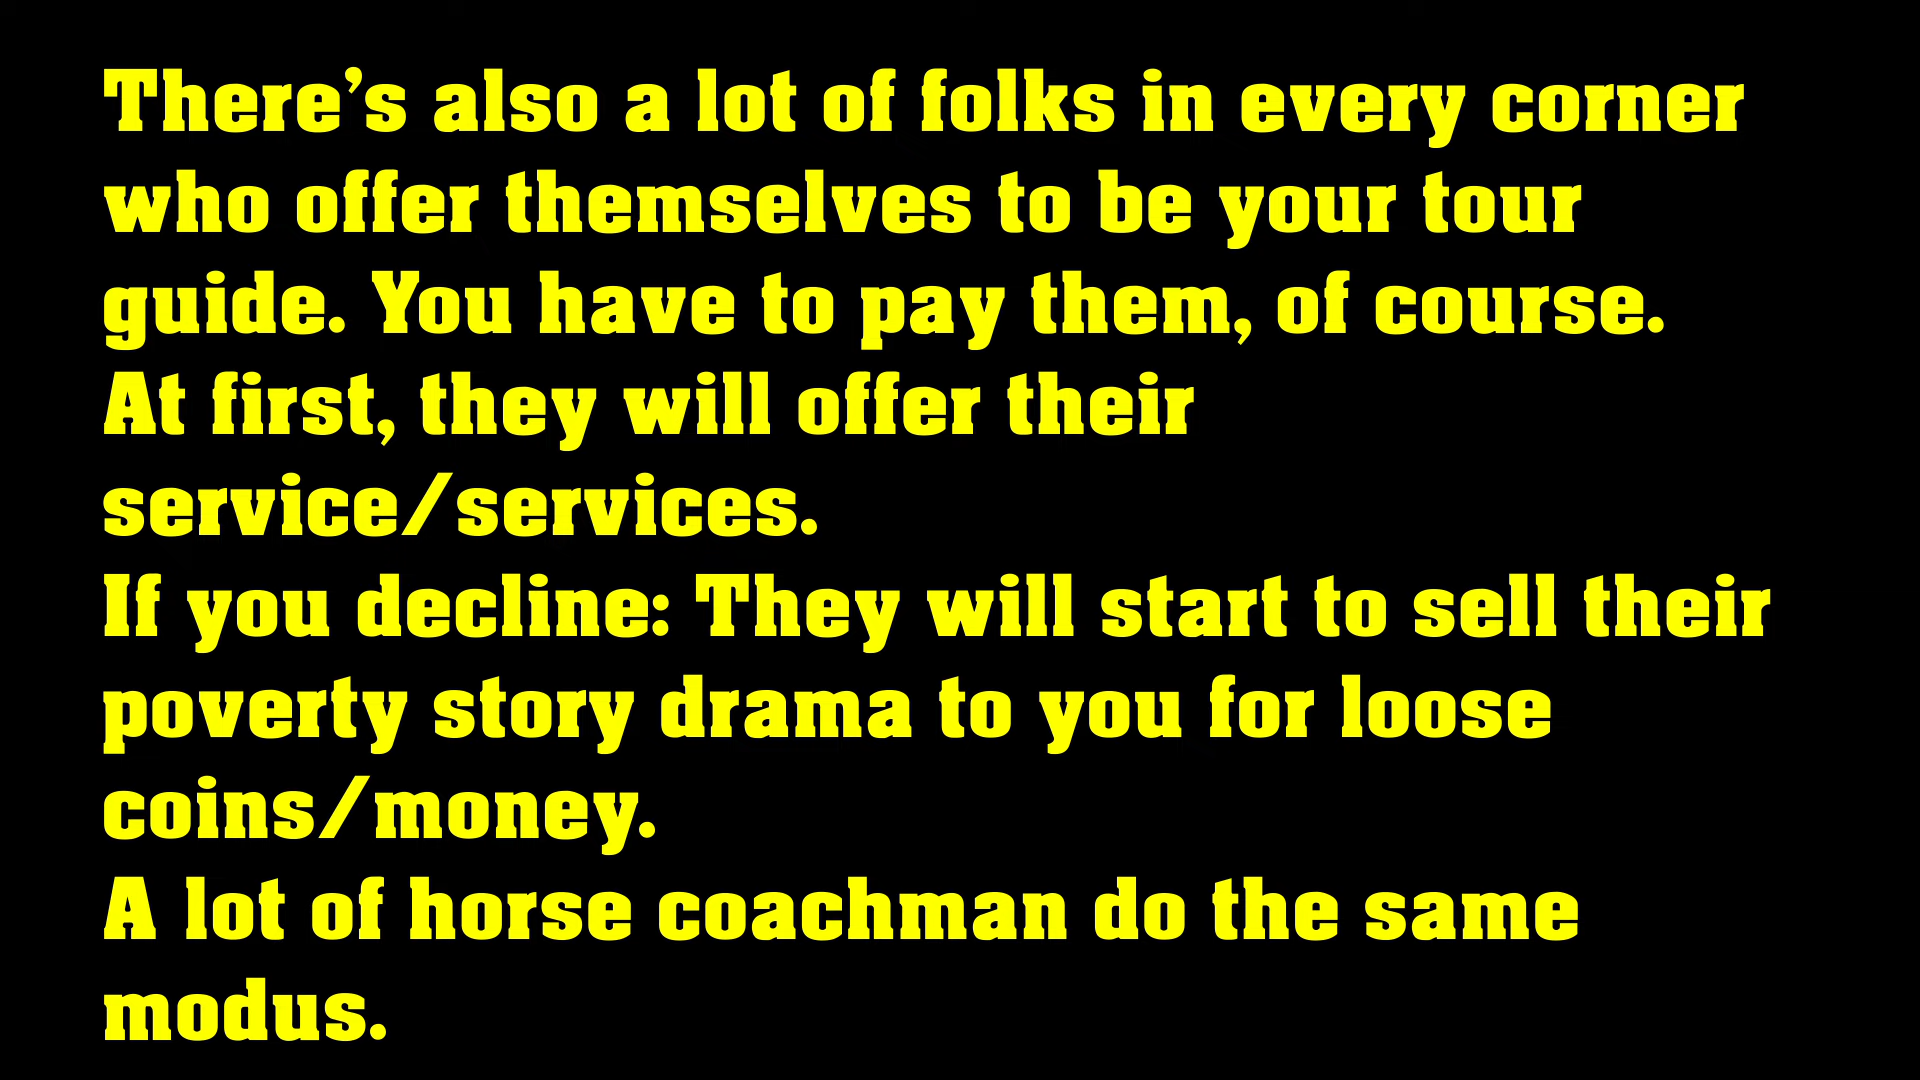 There’s also a lot of folks in every corner
who offer themselves to be your tour
guide. You have to pay them, of course.
At first, they will offer their
service/services.
If you decline: They will start to sell their
poverty story drama to you for loose
coins/money.
A lot of horse coachman do the same
modus.